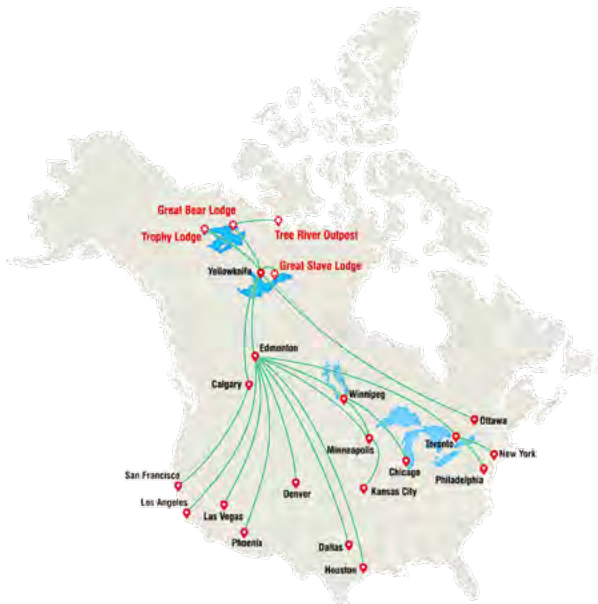 Great Bear Lodge
Trophy Lodge
Tree River Outpost
Great Slave Lodge
Yellowknife
Edmonton
Calgary
Winnipeg
Ottawa
Toronto
Minneapolis
New York
Chicago
Philadelphia
San Francisco
Denver
Kansas City
Los Angeles
Las Vegas
Phoenix
Dallas
Houston